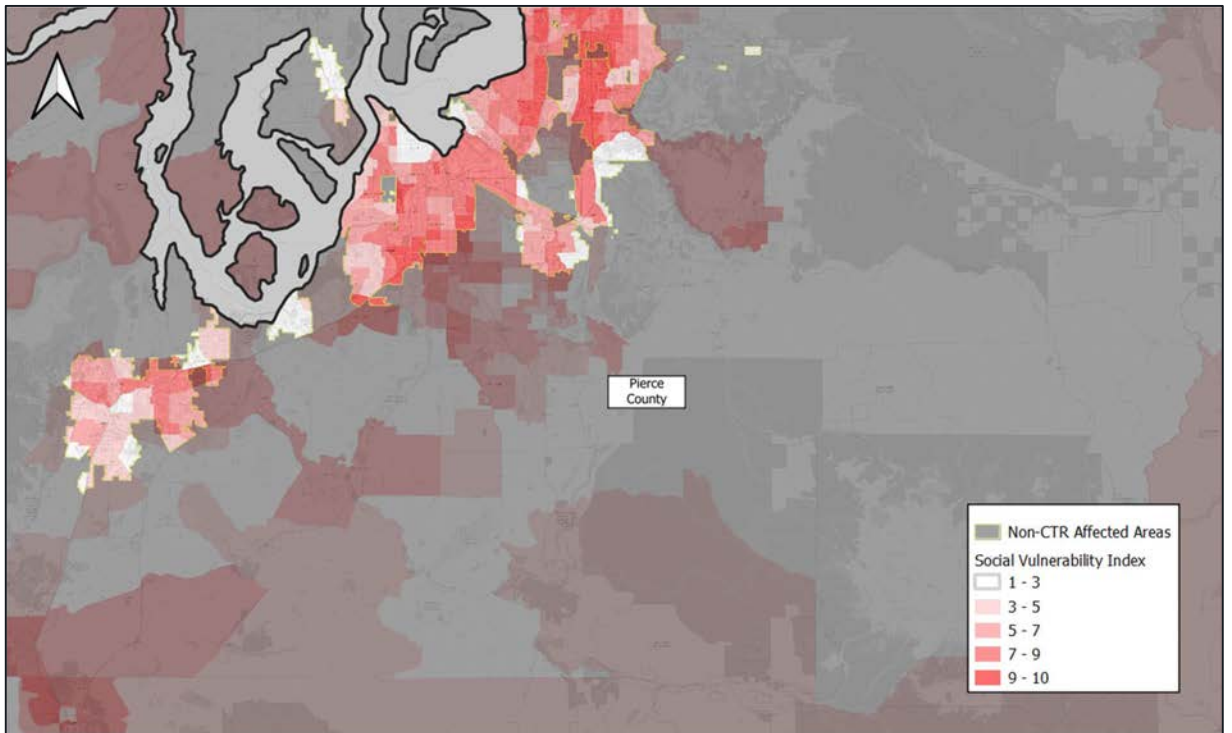 Pierce
County
Non-CTR Affected Areas
Social Vulnerability Index
1 - 3
3 - 5
5 - 7
7 - 9
9 - 10